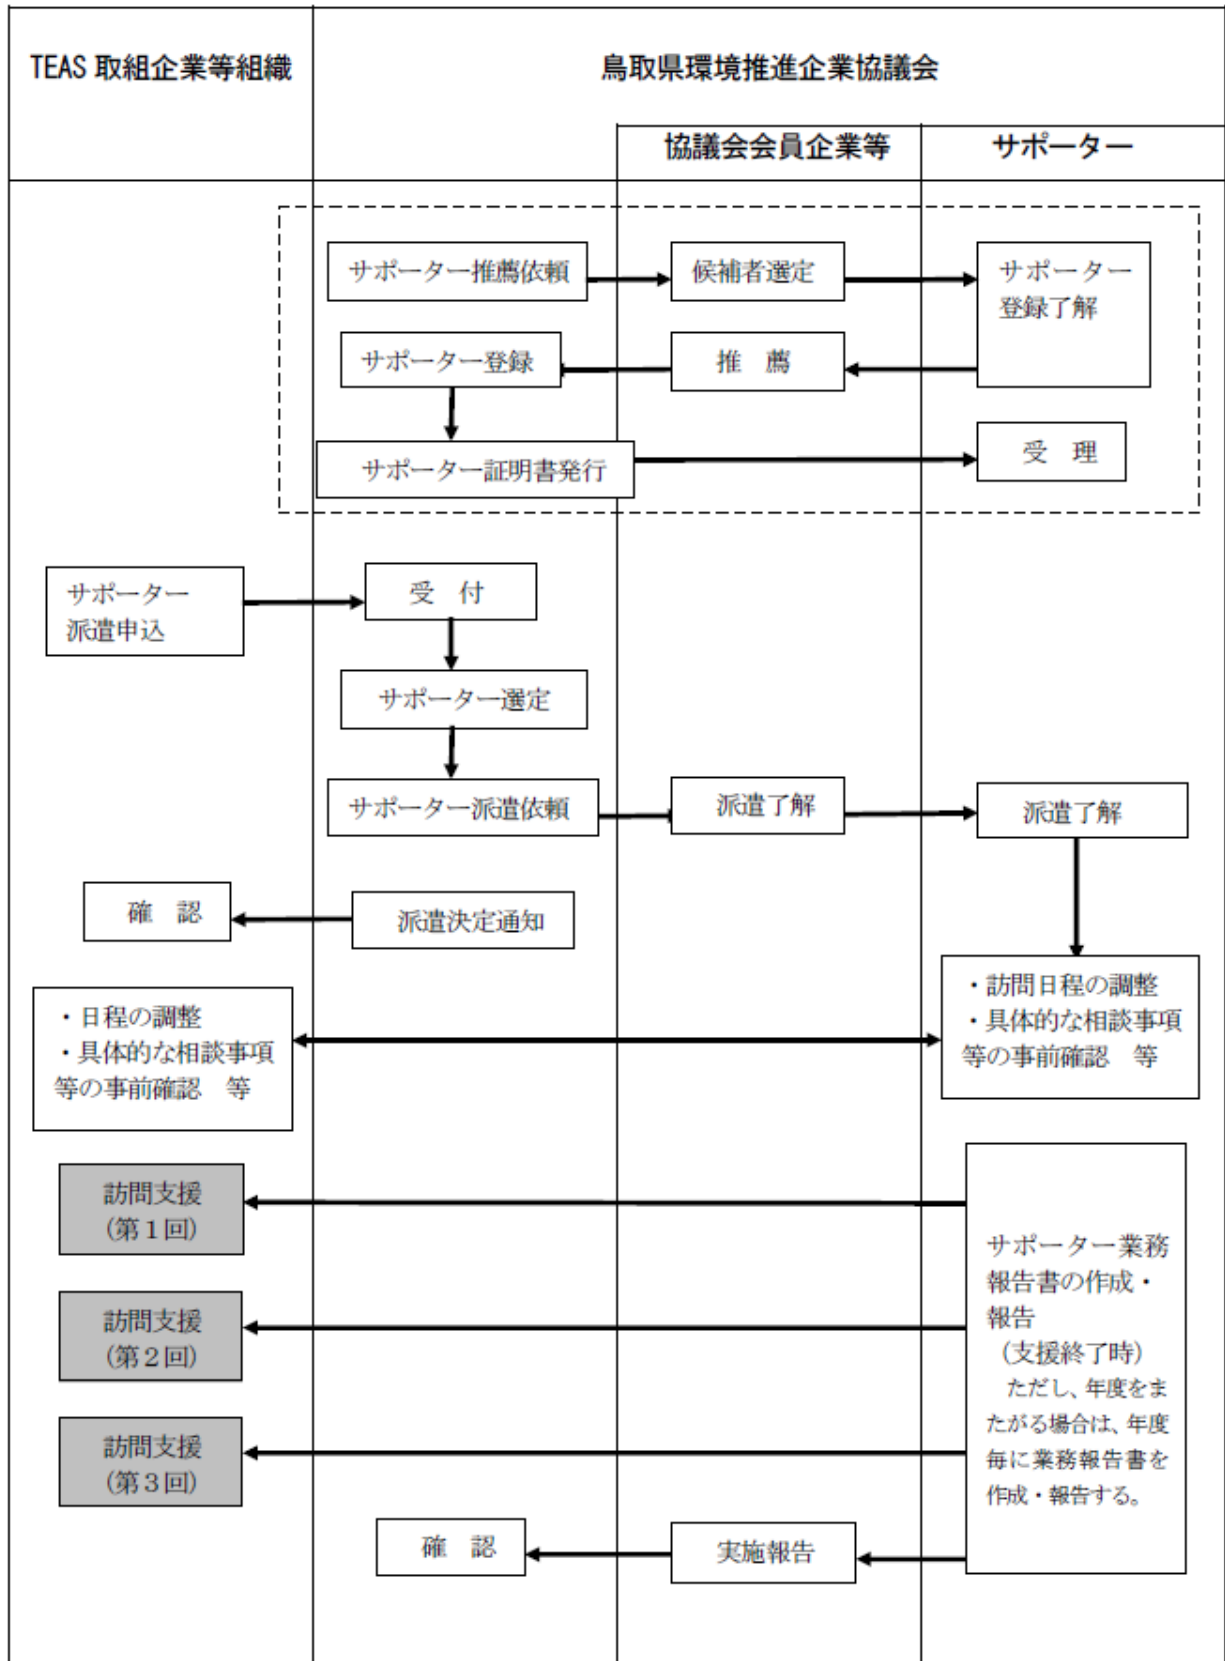 TEAS 取組企業等組織
鳥取県環境推進企業協議会
協議会会員企業等
サポーター
サポーター推薦依頼
候補者選定
サポーター
登録了解
サポーター登録
推　薦
サポーター証明書発行
受　理
サポーター
派遣申込
受　付
サポーター選定
サポーター派遣依頼
派遣了解
派遣了解
確　認
派遣決定通知
・日程の調整
・具体的な相談事項
等の事前確認　等
・訪問日程の調整
・具体的な相談事項
等の事前確認　等
訪問支援
(第１回)
訪問支援
(第２回)
訪問支援
(第３回)
サポーター業務
報告書の作成・
報告
（支援終了時）
ただし、年度をま
たがる場合は、年度
毎に業務報告書を
作成・報告する。
確　認
実施報告